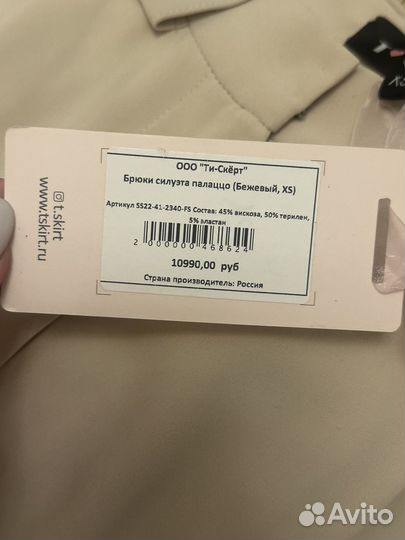 ООО "Ти-Скёрт"
Брюки силуэта палаццо (Бежевый, XS)
Артикул SS22-41-2340-FS Состав: 45% вискоза, 50% терилен,
5% эластан
2 000000 468624
10990,00 руб
Страна производитель: Россия
t.skirt
www.tskirt.ru
Avito